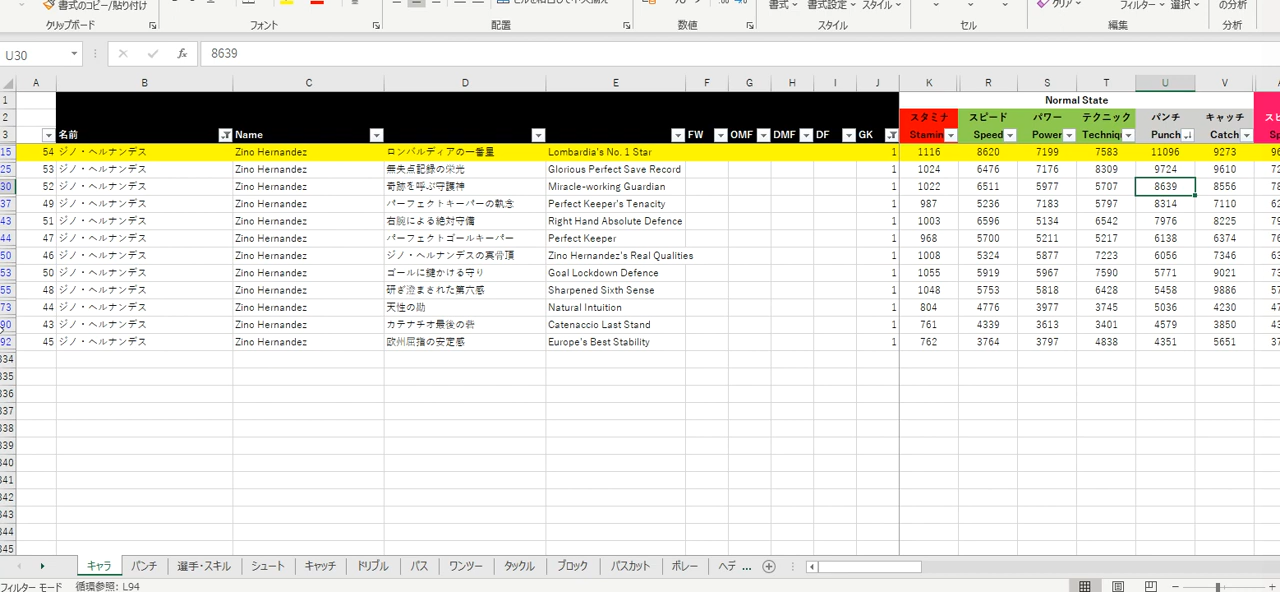 書式のコピー/貼り付け
書式 書式設定 スタイル クリア フィルター 選択 の分析
クリップボード フォント 配置 数値 スタイル セル 編集 分析
U30 fx 8639
A B C D E F G H I J K R S T U V
1 Normal State
2 スタミナ スピード パワー テクニック パンチ キャッチ
3 名前 Name FW OMF DMF DF GK Stamin Speed Power Techniqu Punch Catch
15 54 ジノ・ヘルナンデス Zino Hernandez ロンバルディアの一番星 Lombardia's No. 1 Star 1 1116 8620 7199 7583 11096 9273
25 53 ジノ・ヘルナンデス Zino Hernandez 無失点記録の栄光 Glorious Perfect Save Record 1 1024 6476 7176 8309 9724 9610
30 52 ジノ・ヘルナンデス Zino Hernandez 奇跡を呼ぶ守護神 Miracle-working Guardian 1 1022 6511 5977 5707 8639 8556
37 49 ジノ・ヘルナンデス Zino Hernandez パーフェクトキーパーの執念 Perfect Keeper's Tenacity 1 987 5236 7183 5797 8314 7110
43 51 ジノ・ヘルナンデス Zino Hernandez 右腕による絶対守備 Right Hand Absolute Defence 1 1003 6596 5134 6542 7976 8225
44 47 ジノ・ヘルナンデス Zino Hernandez パーフェクトゴールキーパー Perfect Keeper 1 968 5700 5211 5217 6138 6374
50 46 ジノ・ヘルナンデス Zino Hernandez ジノ・ヘルナンデスの真骨頂 Zino Hernandez's Real Qualities 1 1008 5324 5877 7223 6056 7346
53 50 ジノ・ヘルナンデス Zino Hernandez ゴールに鍵かける守り Goal Lockdown Defence 1 1055 5919 5967 7590 5771 9021
55 48 ジノ・ヘルナンデス Zino Hernandez 研ぎ澄まされた第六感 Sharpened Sixth Sense 1 1048 5753 5818 6428 5458 9886
73 44 ジノ・ヘルナンデス Zino Hernandez 天性の勘 Natural Intuition 1 804 4776 3977 3745 5036 4230
90 43 ジノ・ヘルナンデス Zino Hernandez カテナチオ最後の砦 Catenaccio Last Stand 1 761 4339 3613 3401 4579 3850
92 45 ジノ・ヘルナンデス Zino Hernandez 欧州屈指の安定感 Europe's Best Stability 1 762 3764 3797 4838 4351 5651
334
335
336
337
338
339
340
341
342
343
344
345
キャラ パンチ 選手・スキル シュート キャッチ ドリブル パス ワンツー タックル ブロック パスカット ボレー ヘデ ...
フィルター モード 循環参照: L94